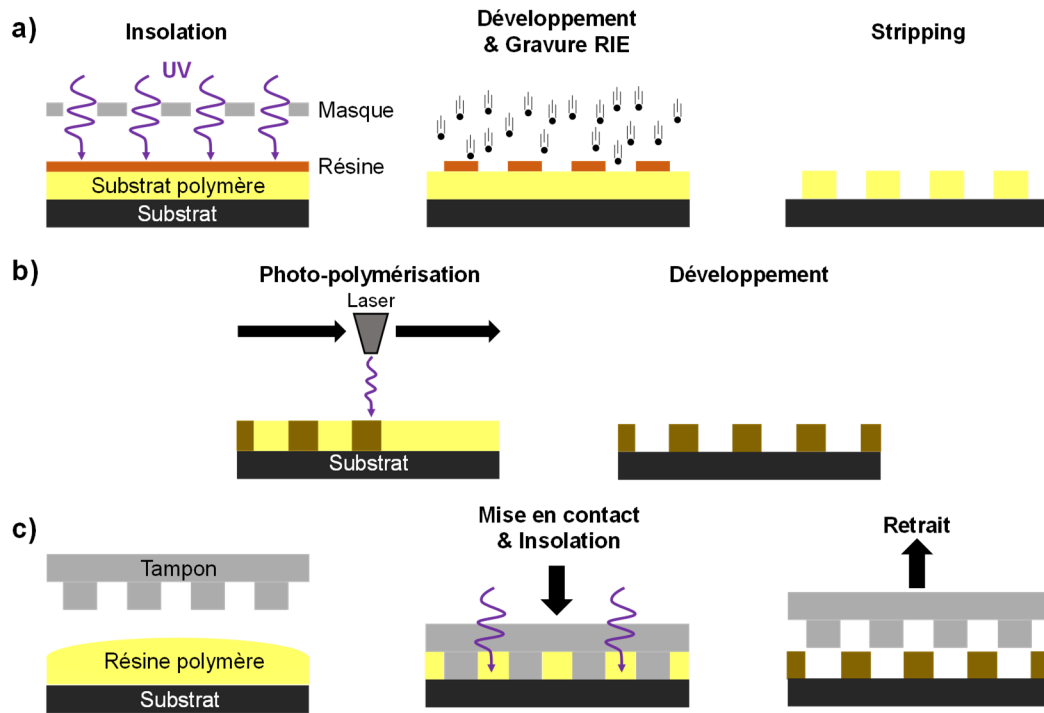 a)
Insolation
UV
Masque
Résine
Substrat polymère
Substrat
Développement
& Gravure RIE
Stripping
b)
Photo-polymérisation
Laser
Substrat
Développement
c)
Tampon
Résine polymère
Substrat
Mise en contact
& Insolation
Retrait